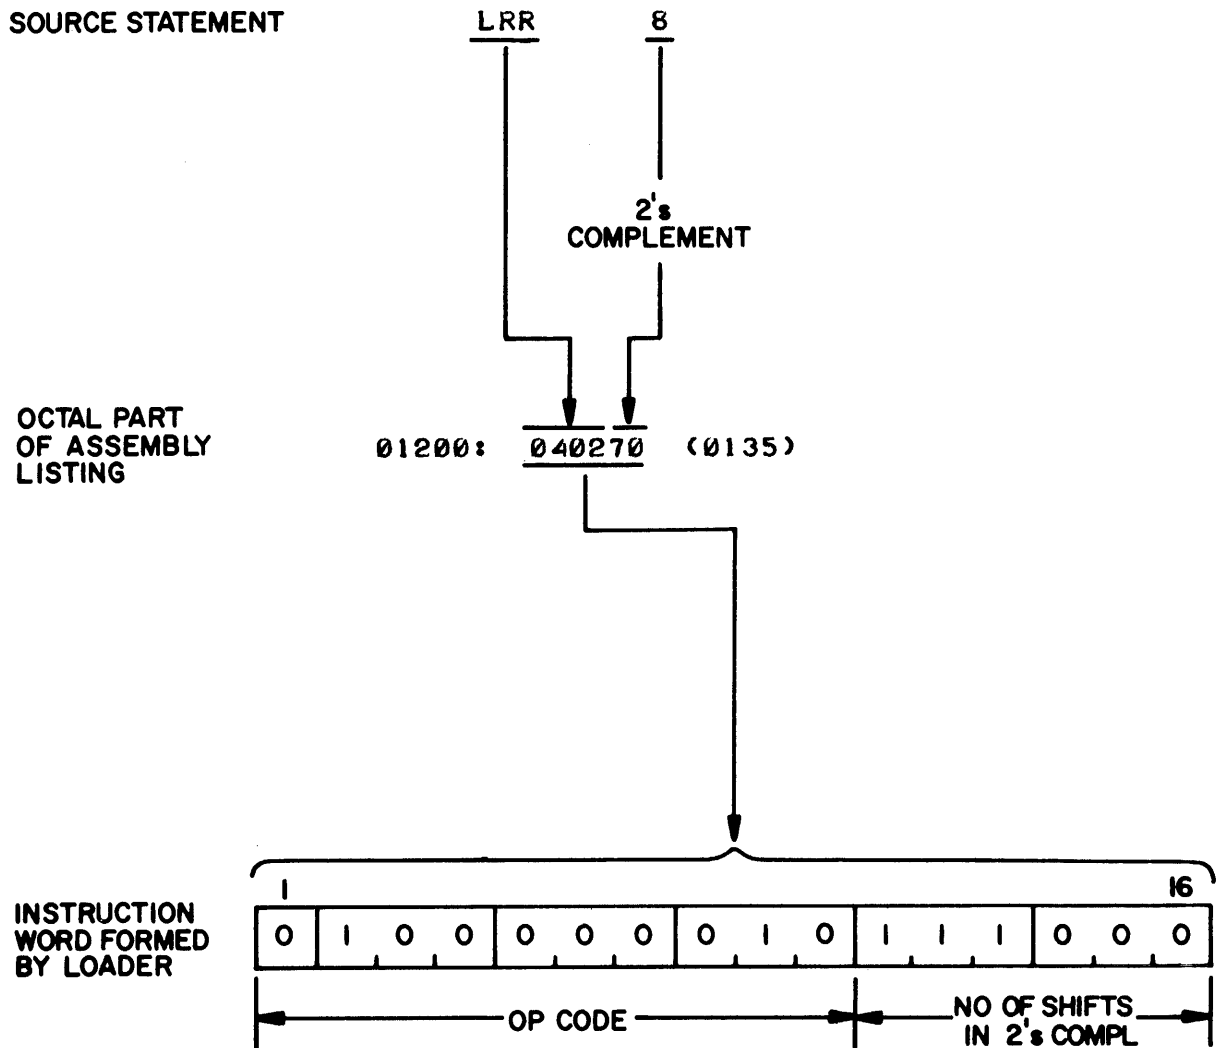 SOURCE STATEMENT LRR 8
2's
COMPLEMENT
OCTAL PART
OF ASSEMBLY
LISTING
01200: 040270 (0135)
1 16
INSTRUCTION
WORD FORMED
BY LOADER
0 1 0 0 0 0 0 0 1 0 1 1 1 0 0 0
OP CODE
NO OF SHIFTS
IN 2's COMPL